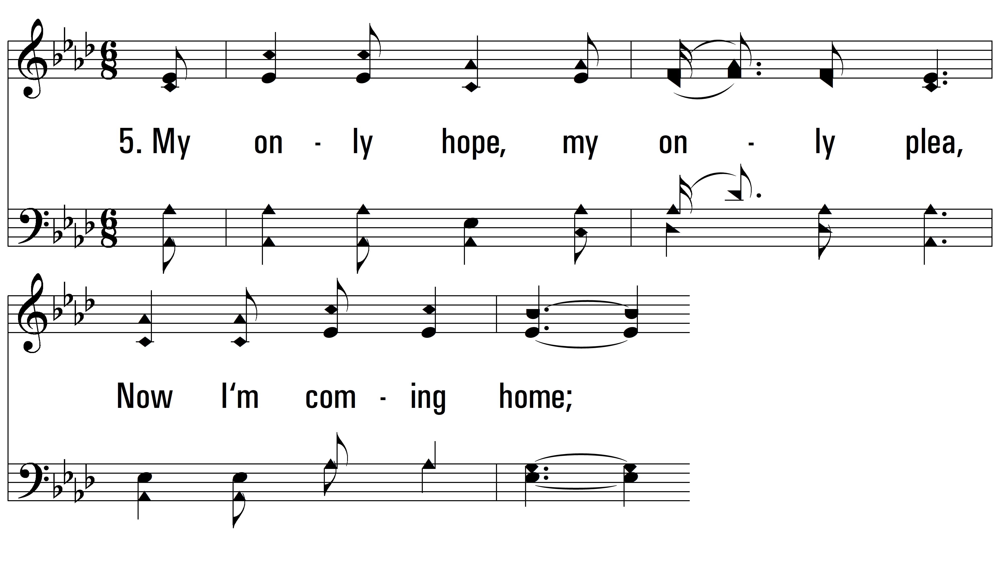 5. My on - ly hope, my on - ly plea,
Now I‘m com - ing home;